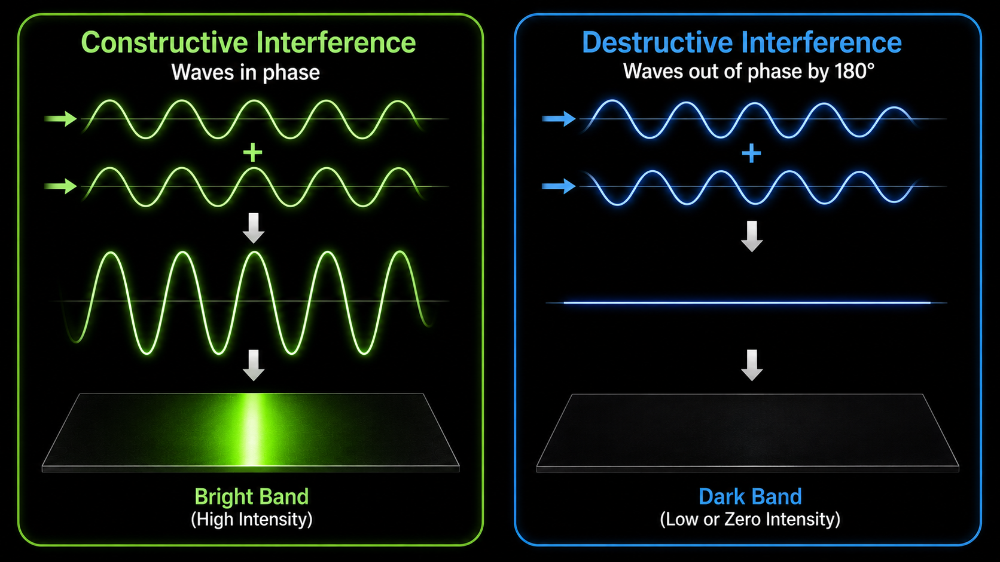 Constructive Interference
Waves in phase
+
Bright Band
(High Intensity)
Destructive Interference
Waves out of phase by 180°
+
Dark Band
(Low or Zero Intensity)